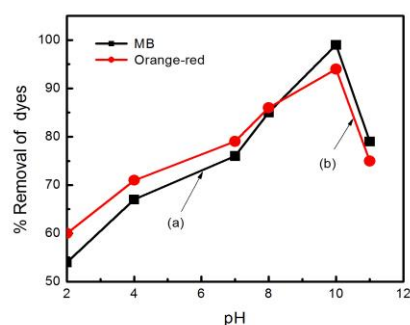 100
90
80
70
60
50
% Removal of dyes
MB
Orange-red
(a)
(b)
2 4 6 8 10 12
pH